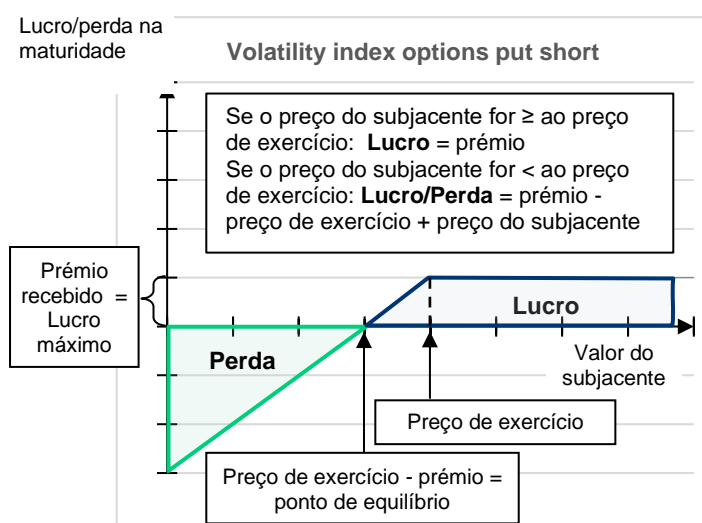 Lucro/perda na
maturidade
Volatility index options put short
Se o preço do subjacente for ≥ ao preço
de exercício: Lucro = prémio
Se o preço do subjacente for < ao preço
de exercício: Lucro/Perda = prémio -
preço de exercício + preço do subjacente
Prémio
recebido =
Lucro
máximo
Lucro
Perda
Valor do
subjacente
Preço de exercício
Preço de exercício - prémio =
ponto de equilíbrio